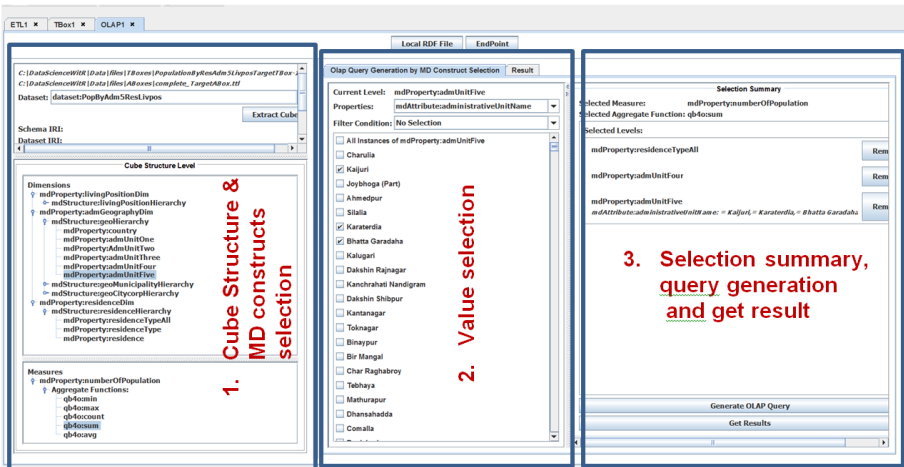 ETL1 × TBox1 × OLAP1 ×
Local RDF File EndPoint
C:\DataScienceWitR\Data\files\TBoxes\PopulationByResAdm5LivposTargetTBox-
C:\DataScienceWitR\Data\files\ABoxes\complete_TargetABox.ttl
Dataset: dataset:PopByAdm5ResLivpos
Extract Cube
Schema IRI:
Dataset IRI:
Cube Structure Level
Dimensions
mdProperty:livingPositionDim
mdStructure:livingPositionHierarchy
mdProperty:admGeographyDim
mdStructure:geoHierarchy
mdProperty:country
mdProperty:admUnitOne
mdProperty:AdmUnitTwo
mdProperty:admUnitThree
mdProperty:admUnitFour
mdProperty:admUnitFive
mdStructure:geoMunicipalityHierarchy
mdStructure:geoCitycorpHierarchy
mdProperty:residenceDim
mdStructure:residenceHierarchy
mdProperty:residenceTypeAll
mdProperty:residenceType
mdProperty:residence
Measures
mdProperty:numberOfPopulation
Aggregate Functions:
qb4o:min
qb4o:max
qb4o:count
qb4o:sum
qb4o:avg
1. Cube Structure &
MD constructs
selection
Olap Query Generation by MD Construct Selection Result
Current Level: mdProperty:admUnitFive
Properties: mdAttribute:administrativeUnitName
Filter Condition: No Selection
All Instances of mdProperty:admUnitFive
Charulia
Kaijuri
Joybhoga (Part)
Ahmedpur
Silalia
Karaterdia
Bhatta Garadaha
Kalugari
Dakshin Rajnagar
Kanchrahati Nandigram
Dakshin Shibpur
Kantanagar
Toknagar
Binaypur
Bir Mangal
Char Raghabroy
Tebhaya
Mathurapur
Dhansahadda
Comalla
2. Value selection
Selection Summary
Selected Measure: mdProperty:numberOfPopulation
Selected Aggregate Function: qb4o:sum
Selected Levels:
mdProperty:residenceTypeAll Rem
mdProperty:admUnitFour Rem
mdProperty:admUnitFive Rem
mdAttribute:administrativeUnitName: = Kaijuri,= Karaterdia,= Bhatta Garadaha
3. Selection summary,
query generation
and get result
Generate OLAP Query
Get Results